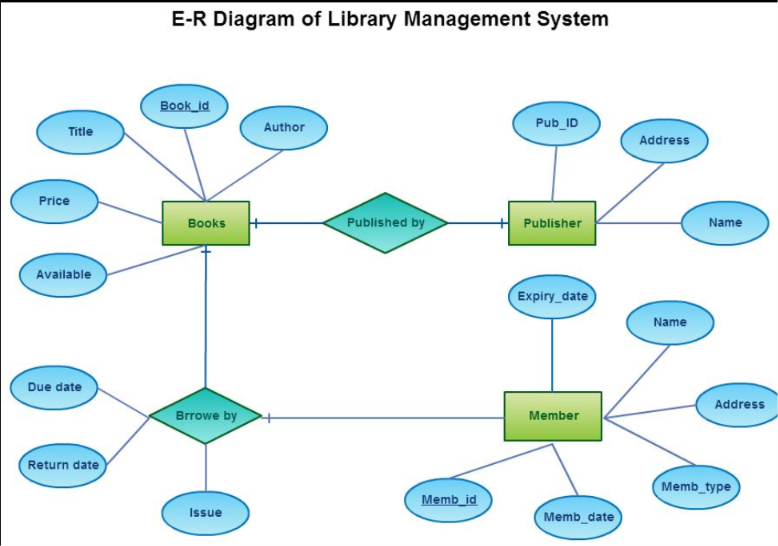 E-R Diagram of Library Management System
Book_id
Title
Author
Pub_ID
Address
Price
Books
Published by
Publisher
Name
Available
Expiry_date
Name
Due date
Brrowe by
Member
Address
Return date
Issue
Memb_id
Memb_date
Memb_type